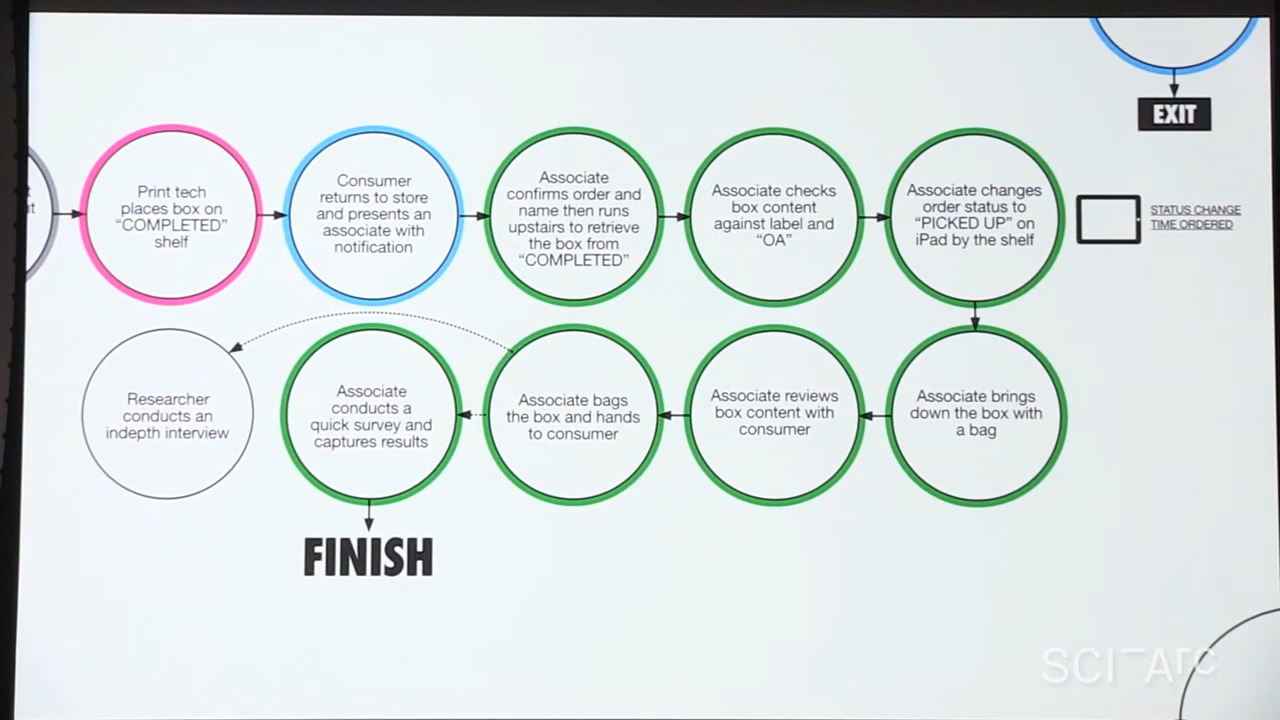 EXIT
Print tech
places box on
“COMPLETED”
shelf
Consumer
returns to store
and presents an
associate with
notification
Associate
confirms order and
name then runs
upstairs to retrieve
the box from
“COMPLETED”
Associate checks
box content
against label and
“OA”
Associate changes
order status to
“PICKED UP” on
iPad by the shelf
STATUS CHANGE
TIME ORDERED
Researcher
conducts an
indepth interview
Associate
conducts a
quick survey and
captures results
Associate bags
the box and hands
to consumer
Associate reviews
box content with
consumer
Associate brings
down the box with
a bag
FINISH
SCI-Arc